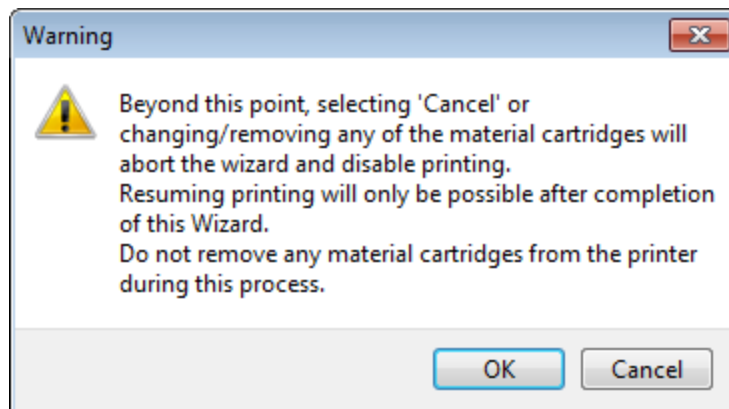 Warning
Beyond this point, selecting 'Cancel' or
changing/removing any of the material cartridges will
abort the wizard and disable printing.
Resuming printing will only be possible after completion
of this Wizard.
Do not remove any material cartridges from the printer
during this process.
OK
Cancel